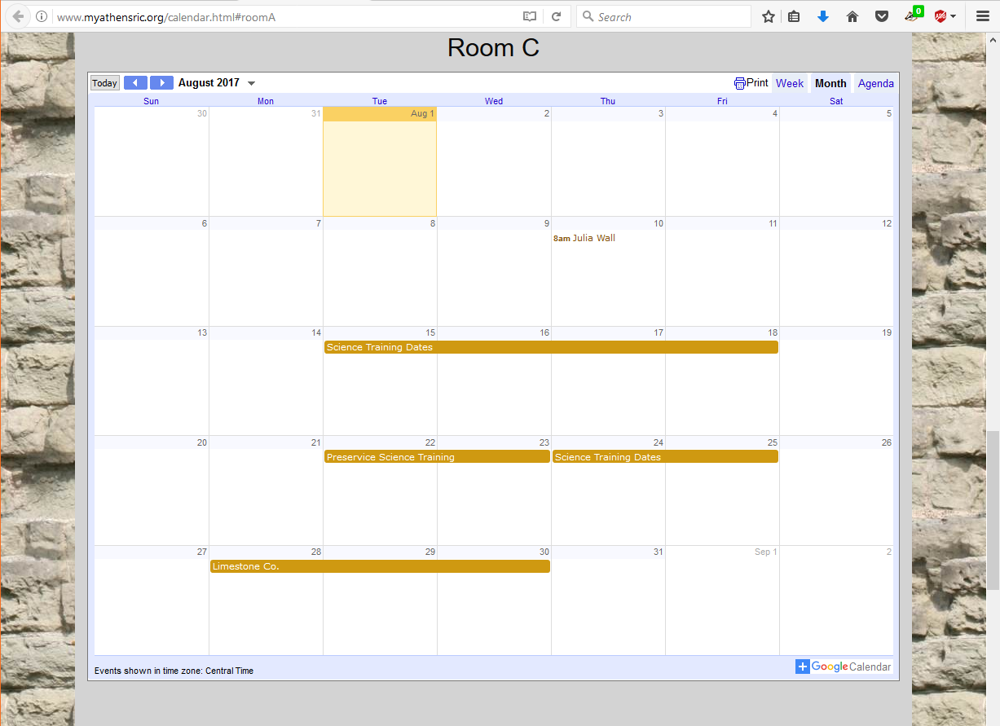 www.myathensric.org/calendar.html#roomA Search 0 ABP
Room C
Today August 2017 Print Week Month Agenda
Sun Mon Tue Wed Thu Fri Sat
30 31 Aug 1 2 3 4 5
6 7 8 9 10 11 12
8am Julia Wall
13 14 15 16 17 18 19
Science Training Dates
20 21 22 23 24 25 26
Preservice Science Training Science Training Dates
27 28 29 30 31 Sep 1 2
Limestone Co.
Events shown in time zone: Central Time + Google Calendar